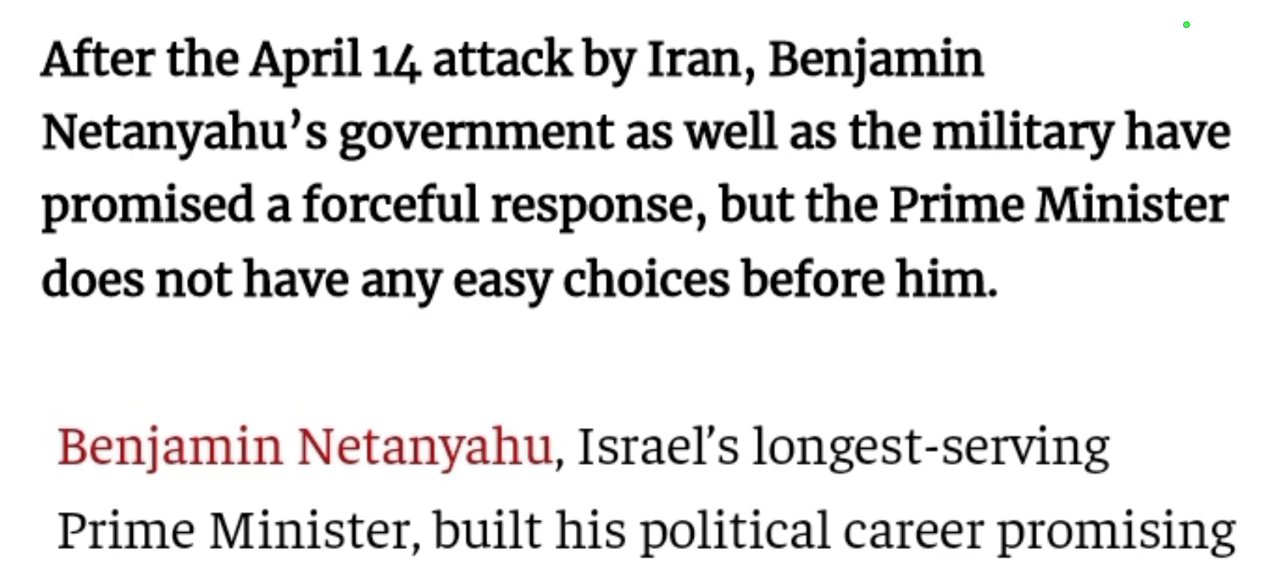 After the April 14 attack by Iran, Benjamin
Netanyahu’s government as well as the military have
promised a forceful response, but the Prime Minister
does not have any easy choices before him.
Benjamin Netanyahu, Israel’s longest-serving
Prime Minister, built his political career promising